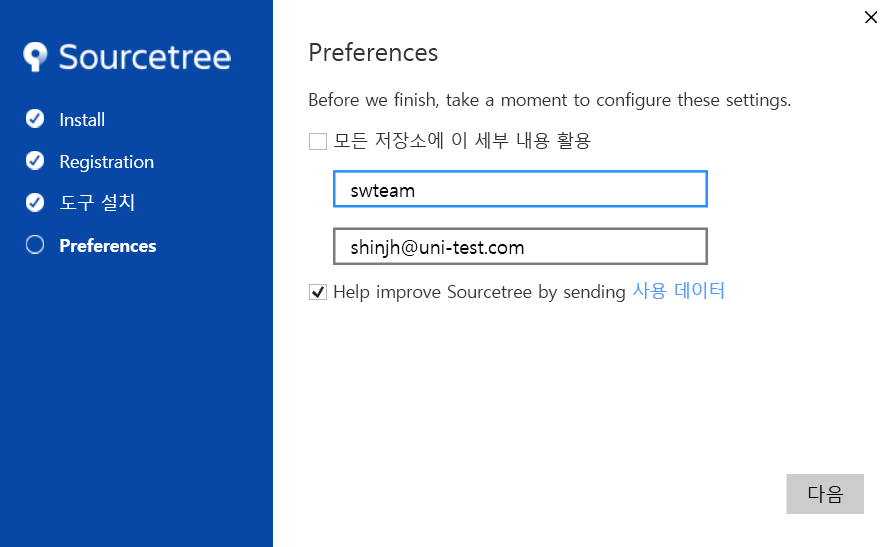 Sourcetree
Install
Registration
도구 설치
Preferences
Preferences
Before we finish, take a moment to configure these settings.
모든 저장소에 이 세부 내용 활용
swteam
shinjh@uni-test.com
Help improve Sourcetree by sending 사용 데이터
다음